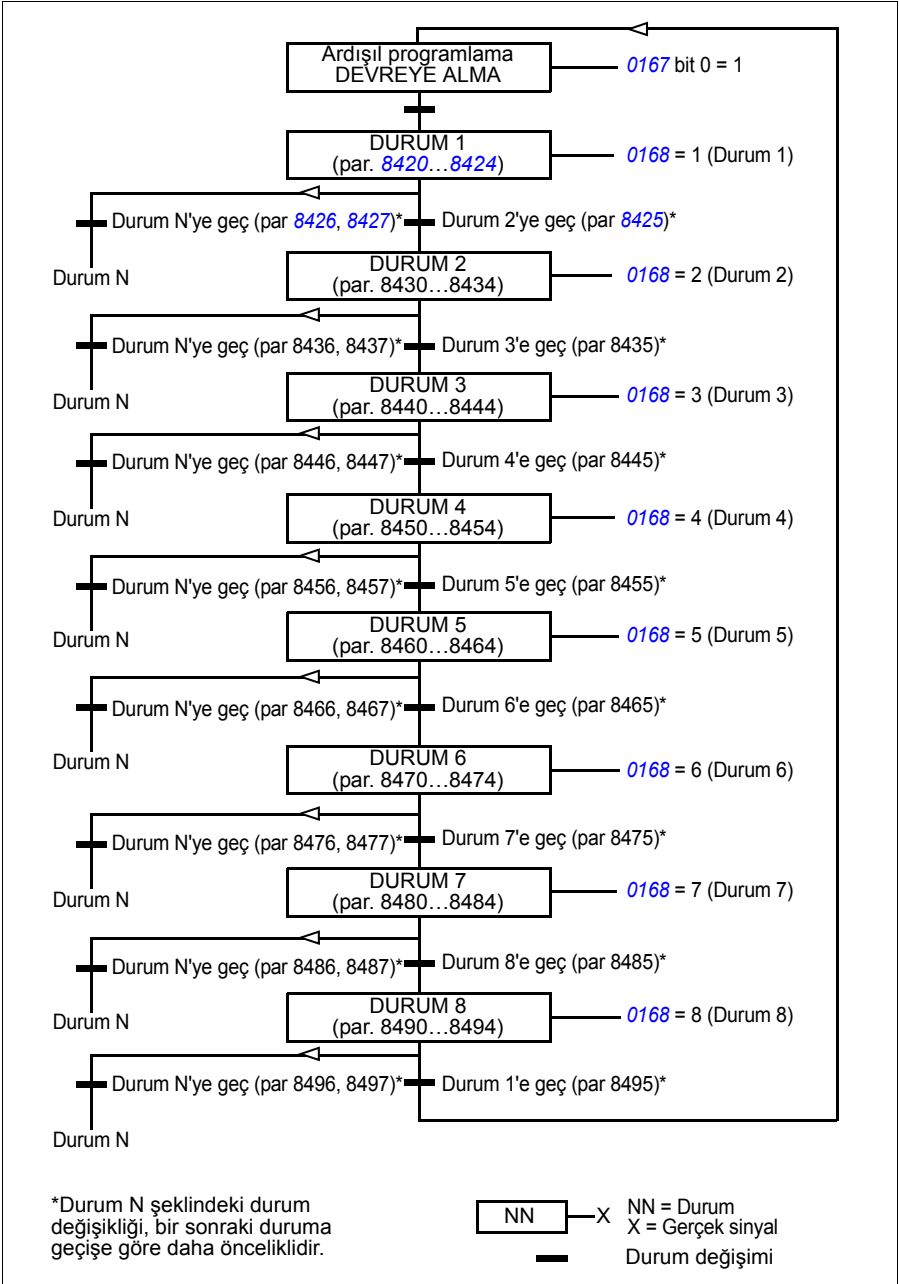 Ardışıl programlama
DEVREYE ALMA
0167 bit 0 = 1
DURUM 1
(par. 8420…8424)
0168 = 1 (Durum 1)
Durum N'ye geç (par 8426, 8427)*
Durum 2'ye geç (par 8425)*
Durum N
DURUM 2
(par. 8430…8434)
0168 = 2 (Durum 2)
Durum N'ye geç (par 8436, 8437)*
Durum 3'e geç (par 8435)*
Durum N
DURUM 3
(par. 8440…8444)
0168 = 3 (Durum 3)
Durum N'ye geç (par 8446, 8447)*
Durum 4'e geç (par 8445)*
Durum N
DURUM 4
(par. 8450…8454)
0168 = 4 (Durum 4)
Durum N'ye geç (par 8456, 8457)*
Durum 5'e geç (par 8455)*
Durum N
DURUM 5
(par. 8460…8464)
0168 = 5 (Durum 5)
Durum N'ye geç (par 8466, 8467)*
Durum 6'e geç (par 8465)*
Durum N
DURUM 6
(par. 8470…8474)
0168 = 6 (Durum 6)
Durum N'ye geç (par 8476, 8477)*
Durum 7'e geç (par 8475)*
Durum N
DURUM 7
(par. 8480…8484)
0168 = 7 (Durum 7)
Durum N'ye geç (par 8486, 8487)*
Durum 8'e geç (par 8485)*
Durum N
DURUM 8
(par. 8490…8494)
0168 = 8 (Durum 8)
Durum N'ye geç (par 8496, 8497)*
Durum 1'e geç (par 8495)*
Durum N
*Durum N şeklindeki durum
değişikliği, bir sonraki duruma
geçişe göre daha önceliklidir.
NN
X
NN = Durum
X = Gerçek sinyal
Durum değişimi